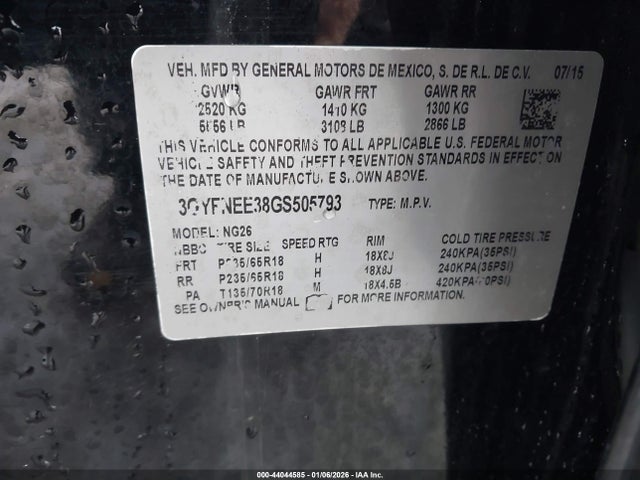 VEH. MFD BY GENERAL MOTORS DE MEXICO, S. DE R.L. DE C.V. 07/15
GVWR GAWR FRT GAWR RR
2520 KG 1410 KG 1300 KG
LB 3108 LB 2866 LB
THIS VEHICLE CONFORMS TO ALL APPLICABLE U.S. FEDERAL MOTOR
VEHICLE SAFETY AND THEFT PREVENTION STANDARDS IN EFFECT ON
THE DATE OF MANUFACTURE SHOWN ABOVE.
3GYFNEE38GS505793 TYPE: M.P.V.
MODEL: NG26
TIRE SIZE SPEED RTG RIM COLD TIRE PRESSURE
FRT P235/65R18 H 18X8J 240KPA(35PSI)
RR P235/65R18 H 18X8J 240KPA(35PSI)
T135/70R18 M 18X4.5B 420KPA(60PSI)
SEE OWNER'S MANUAL FOR MORE INFORMATION.
000-44044585 - 01/06/2026 - IAA Inc.